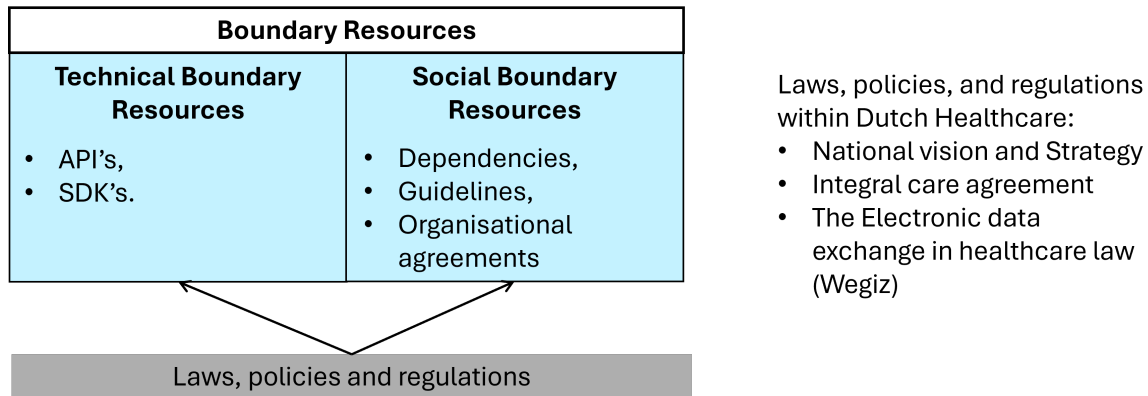 Boundary Resources
Technical Boundary
Resources
• API’s,
• SDK’s.
Social Boundary
Resources
• Dependencies,
• Guidelines,
• Organisational
agreements
Laws, policies and regulations
Laws, policies, and regulations
within Dutch Healthcare:
• National vision and Strategy
• Integral care agreement
• The Electronic data
exchange in healthcare law
(Wegiz)